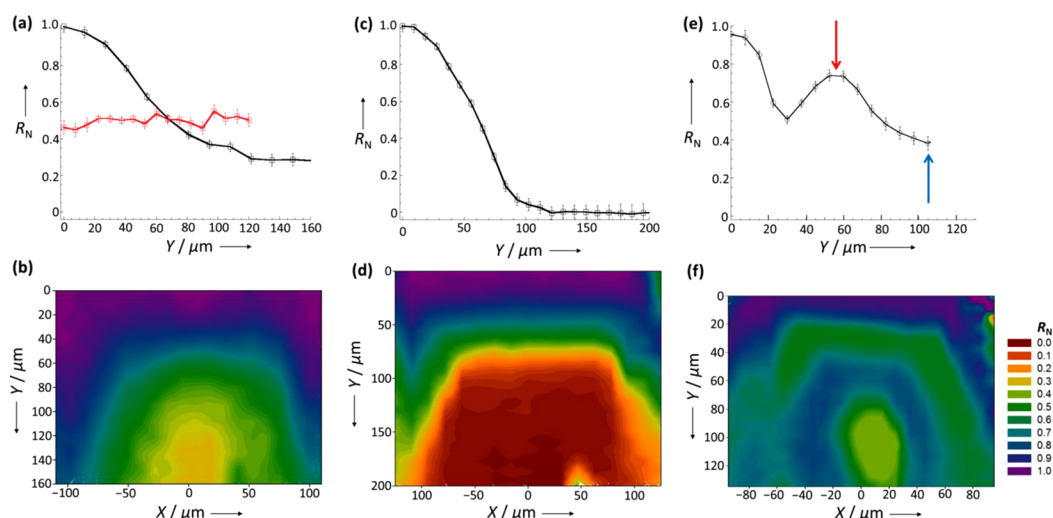 (a)
1.0
0.8
0.6
0.4
0.2
0
R_N
0 20 40 60 80 100 120 140 160
Y / µm
(c)
1.0
0.8
0.6
0.4
0.2
0
R_N
0 50 100 150 200
Y / µm
(e)
1.0
0.8
0.6
0.4
0.2
0
R_N
0 20 40 60 80 100 120
Y / µm
(b)
0
20
40
60
80
100
120
140
160
Y / µm
−100 −50 0 50 100
X / µm
(d)
0
50
100
150
200
Y / µm
100 50 0 50 100
X / µm
(f)
0
20
40
60
80
100
120
Y / µm
−80 −60 −40 −20 0 20 40 60 80
X / µm
R_N
0.0
0.1
0.2
0.3
0.4
0.5
0.6
0.7
0.8
0.9
1.0